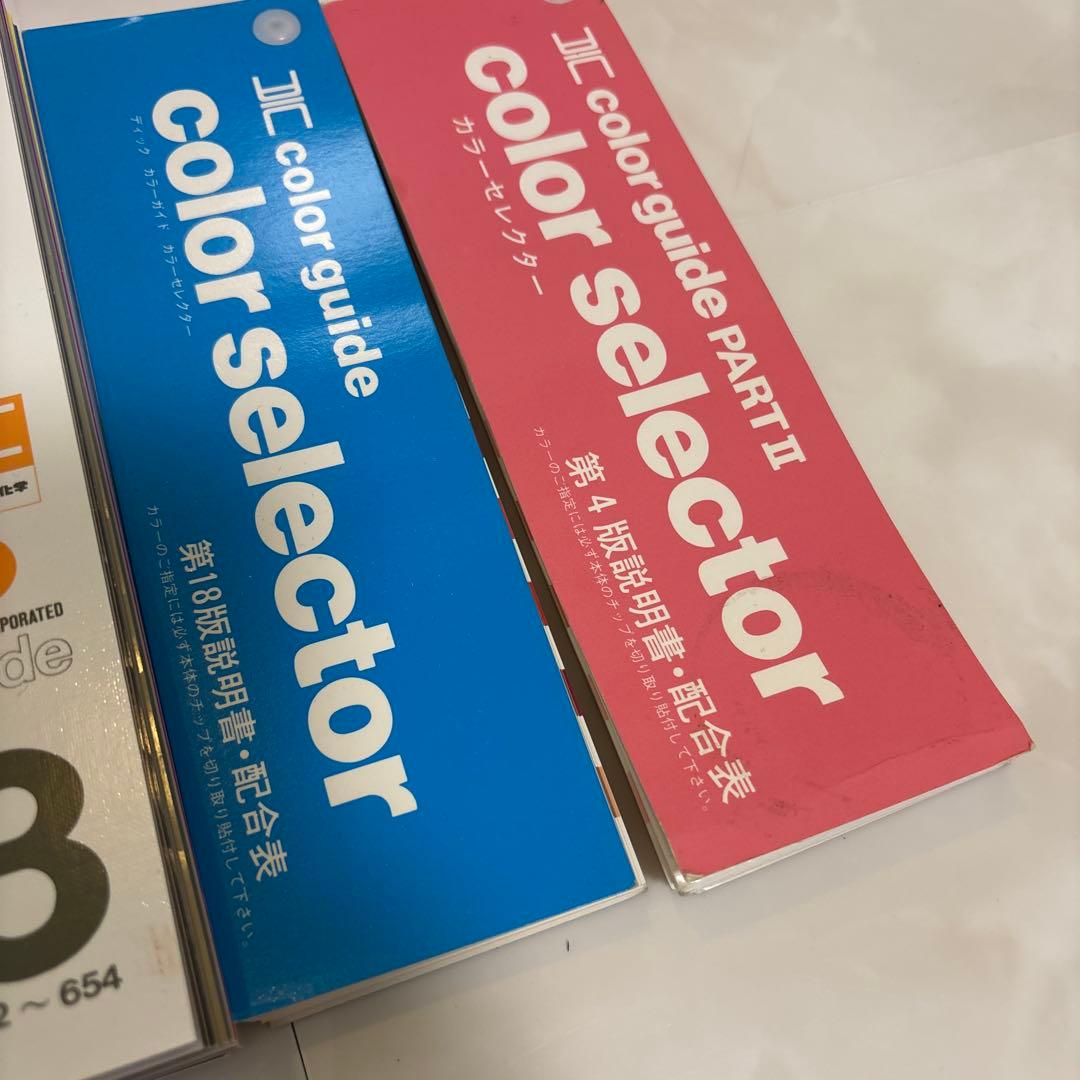 PORATED
de
8
2 ~ 654
DIC color guide
color selector
ディック カラーガイド カラーセレクター
第18版説明書・配合表
カラーのご指定には必ず本体のチップを切り取り貼付して下さい。
DIC color guide PART II
color selector
カラーセレクター
第4版説明書・配合表
カラーのご指定には必ず本体のチップを切り取り貼付して下さい。